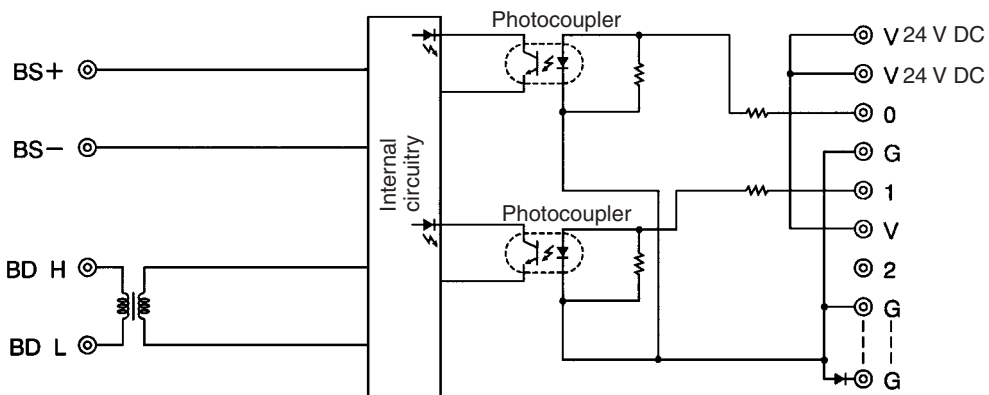 Photocoupler
V 24 V DC
BS+
V 24 V DC
0
BS−
G
Internal
circuitry
1
Photocoupler
V
BD H
2
G
BD L
G